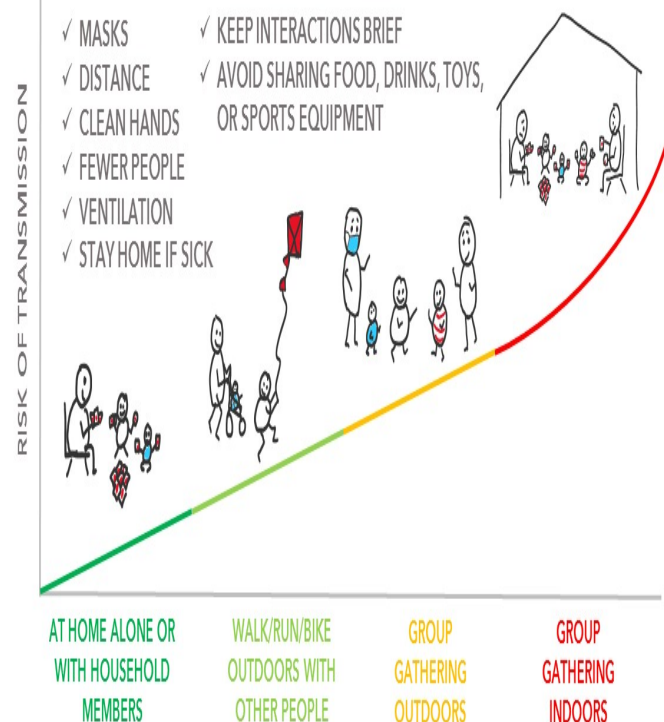 ✓ MASKS
✓ DISTANCE
✓ CLEAN HANDS
✓ FEWER PEOPLE
✓ VENTILATION
✓ STAY HOME IF SICK
✓ KEEP INTERACTIONS BRIEF
✓ AVOID SHARING FOOD, DRINKS, TOYS,
OR SPORTS EQUIPMENT
RISK OF TRANSMISSION
AT HOME ALONE OR
WITH HOUSEHOLD
MEMBERS
WALK/RUN/BIKE
OUTDOORS WITH
OTHER PEOPLE
GROUP
GATHERING
OUTDOORS
GROUP
GATHERING
INDOORS